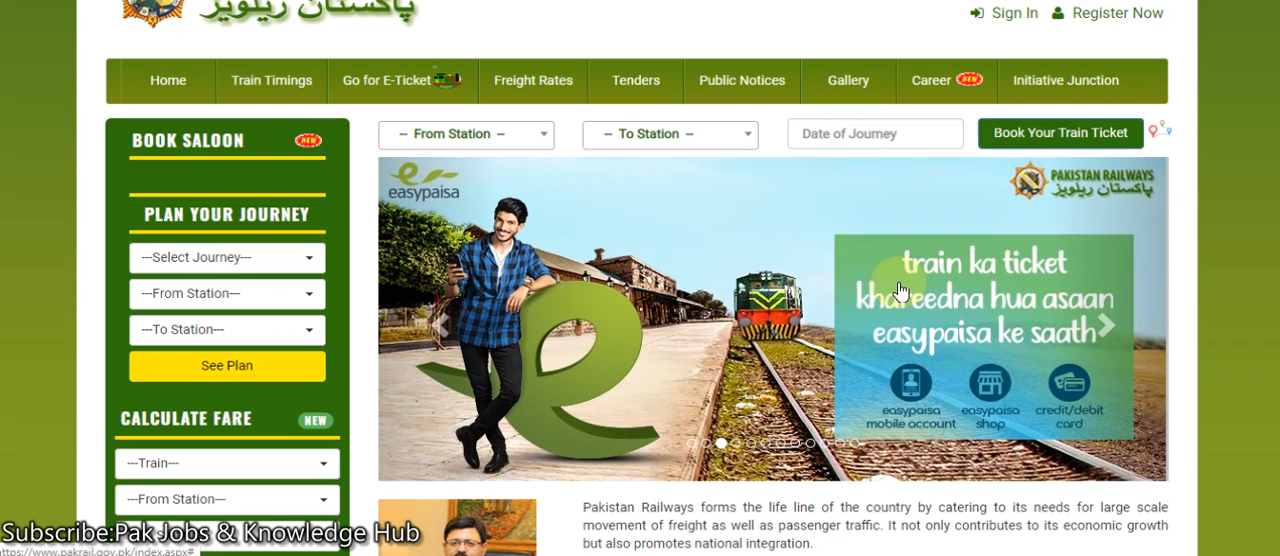 پاکستان ریلویز
Sign In Register Now
Home Train Timings Go for E-Ticket Freight Rates Tenders Public Notices Gallery Career NEW Initiative Junction
BOOK SALOON NEW
-- From Station -- -- To Station -- Date of Journey Book Your Train Ticket
PLAN YOUR JOURNEY
---Select Journey---
---From Station---
---To Station---
See Plan
CALCULATE FARE NEW
---Train---
---From Station---
easypaisa
PAKISTAN RAILWAYS
پاکستان ریلویز
train ka ticket
khareedna hua asaan
easypaisa ke saath
easypaisa
mobile account
easypaisa
shop
credit/debit
card
Pakistan Railways forms the life line of the country by catering to its needs for large scale
movement of freight as well as passenger traffic. It not only contributes to its economic growth
but also promotes national integration.
Subscribe:Pak Jobs & Knowledge Hub
https://www.pakrail.gov.pk/index.aspx#